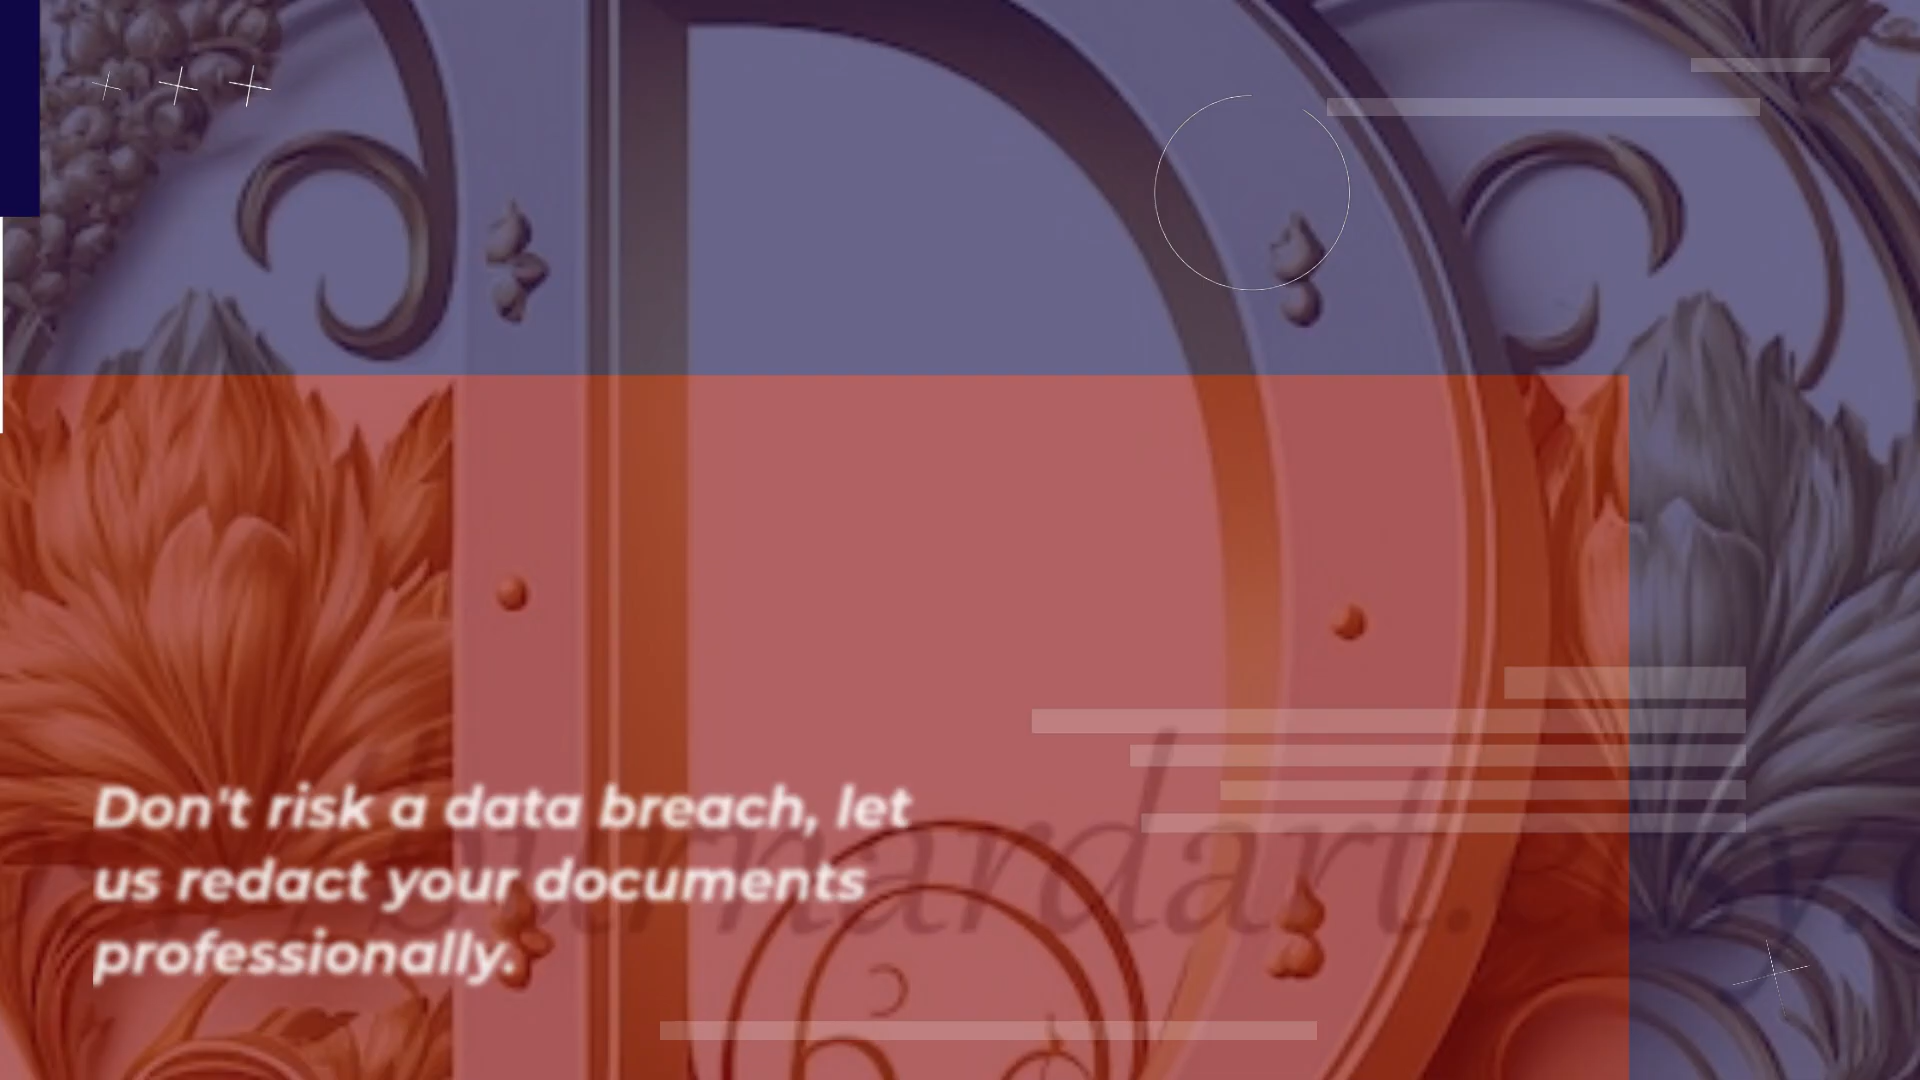 Don't risk a data breach, let
us redact your documents
professionally.